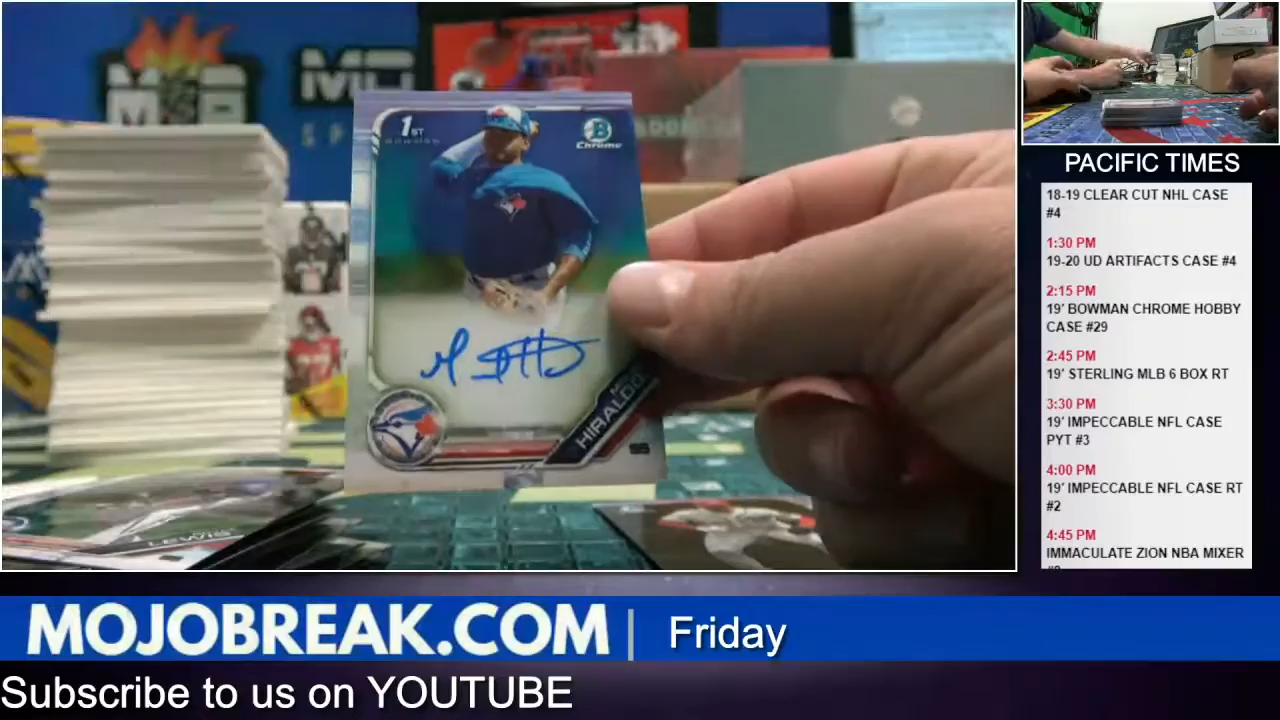 1ST
BOWMAN
B
Chrome
HIRALDO
LEWIS
PACIFIC TIMES
18-19 CLEAR CUT NHL CASE
#4
1:30 PM
19-20 UD ARTIFACTS CASE #4
2:15 PM
19' BOWMAN CHROME HOBBY
CASE #29
2:45 PM
19' STERLING MLB 6 BOX RT
3:30 PM
19' IMPECCABLE NFL CASE
PYT #3
4:00 PM
19' IMPECCABLE NFL CASE RT
#2
4:45 PM
IMMACULATE ZION NBA MIXER
MOJOBREAK.COM
Friday
Subscribe to us on YOUTUBE